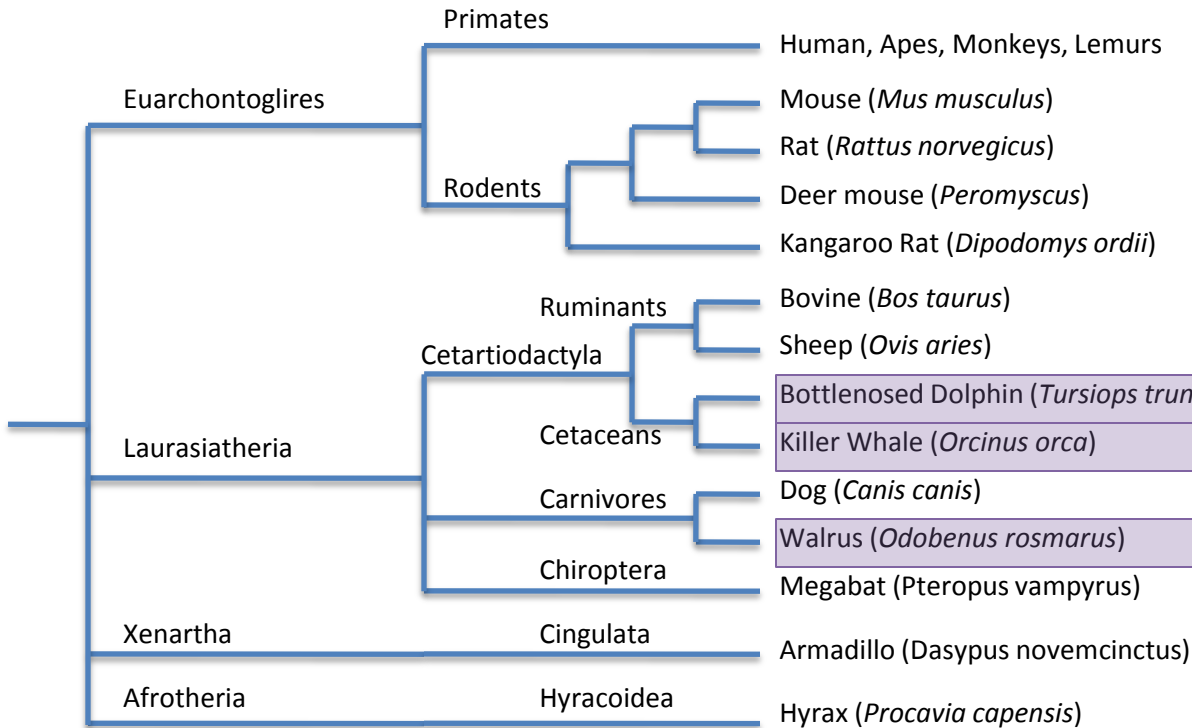 Primates
Human, Apes, Monkeys, Lemurs
Euarchontoglires
Mouse (Mus musculus)
Rat (Rattus norvegicus)
Rodents
Deer mouse (Peromyscus)
Kangaroo Rat (Dipodomys ordii)
Ruminants
Bovine (Bos taurus)
Sheep (Ovis aries)
Cetartiodactyla
Bottlenosed Dolphin (Tursiops
Cetaceans
Killer Whale (Orcinus orca)
Laurasiatheria
Carnivores
Dog (Canis canis)
Walrus (Odobenus rosmarus)
Chiroptera
Megabat (Pteropus vampyrus)
Xenartha
Cingulata
Armadillo (Dasypus novemcinctus)
Afrotheria
Hyracoidea
Hyrax (Procavia capensis)